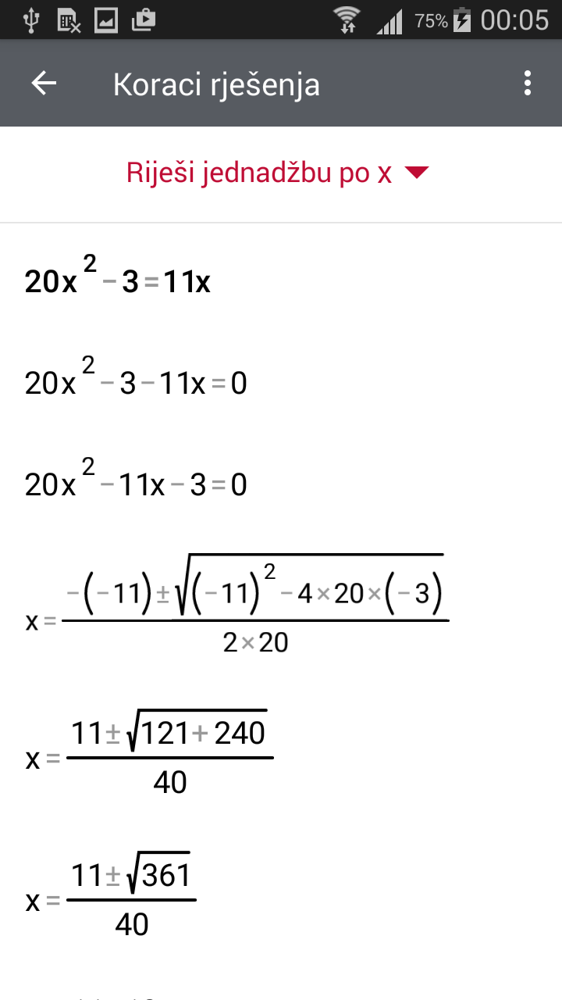 75% 00:05
Koraci rješenja
Riješi jednadžbu po x
20x² − 3 = 11x
20x² − 3 − 11x = 0
20x² − 11x − 3 = 0
x = (−(−11) ± √((−11)² − 4 × 20 × (−3))) / (2 × 20)
x = (11 ± √(121 + 240)) / 40
x = (11 ± √361) / 40